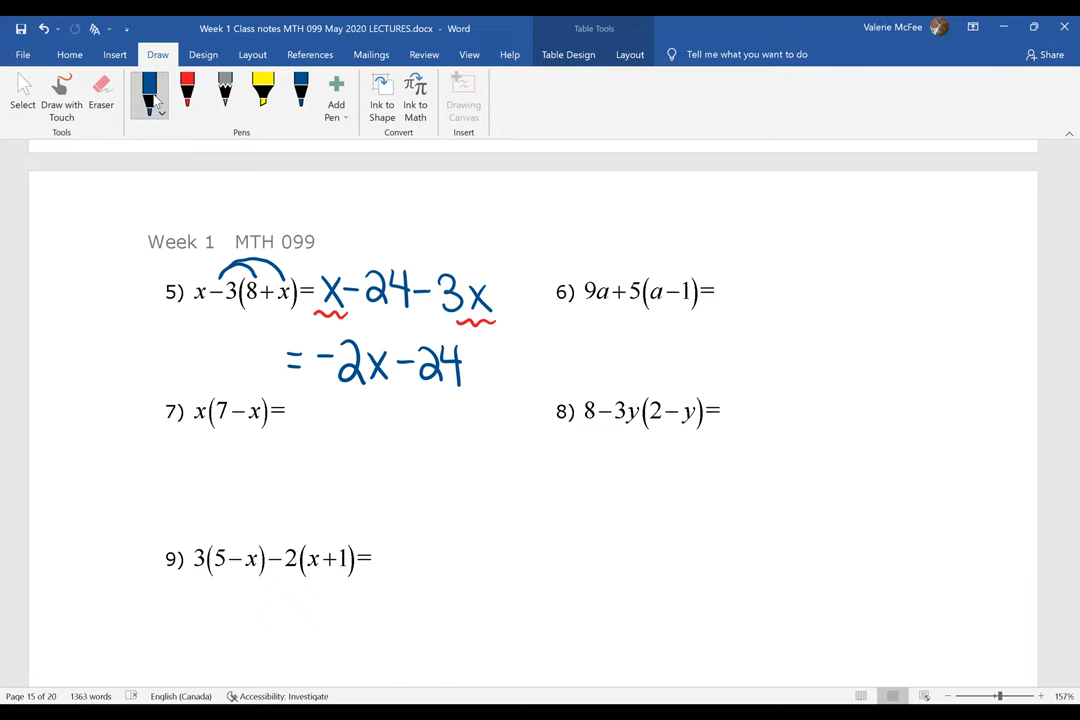 Week 1 Class notes MTH 099 May 2020 LECTURES.docx - Word
Table Tools
Valerie McFee
File Home Insert Draw Design Layout References Mailings Review View Help Table Design Layout Tell me what you want to do Share
Select Draw with Touch Eraser Add Pen Ink to Shape Ink to Math Drawing Canvas
Tools Pens Convert Insert
Week 1 MTH 099
5) x−3(8+x)= x-24-3x
6) 9a+5(a−1)=
= -2x-24
7) x(7−x)=
8) 8−3y(2−y)=
9) 3(5−x)−2(x+1)=
Page 15 of 20 1363 words English (Canada) Accessibility: Investigate 157%